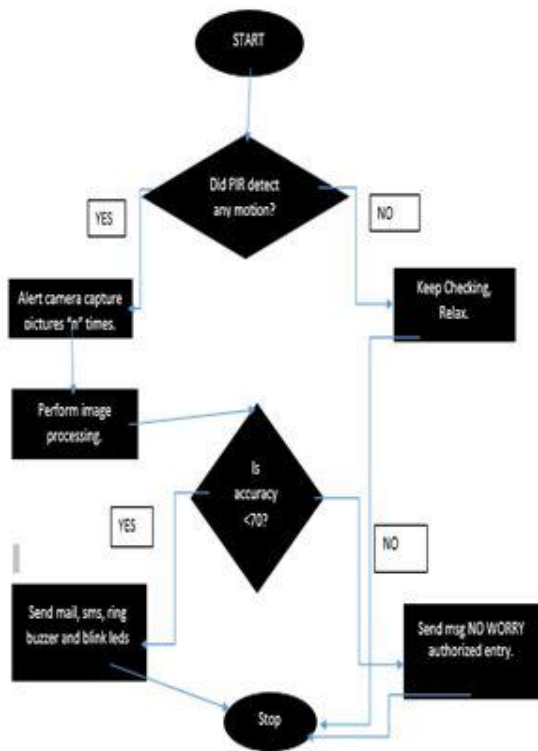 START
Did PIR detect
any motion?
YES
NO
Alert camera capture
pictures "n" times.
Keep Checking,
Relax.
Perform image
processing.
Is
accuracy
<70?
YES
NO
Send mail, sms, ring
buzzer and blink leds
Send msg NO WORRY
authorized entry.
Stop